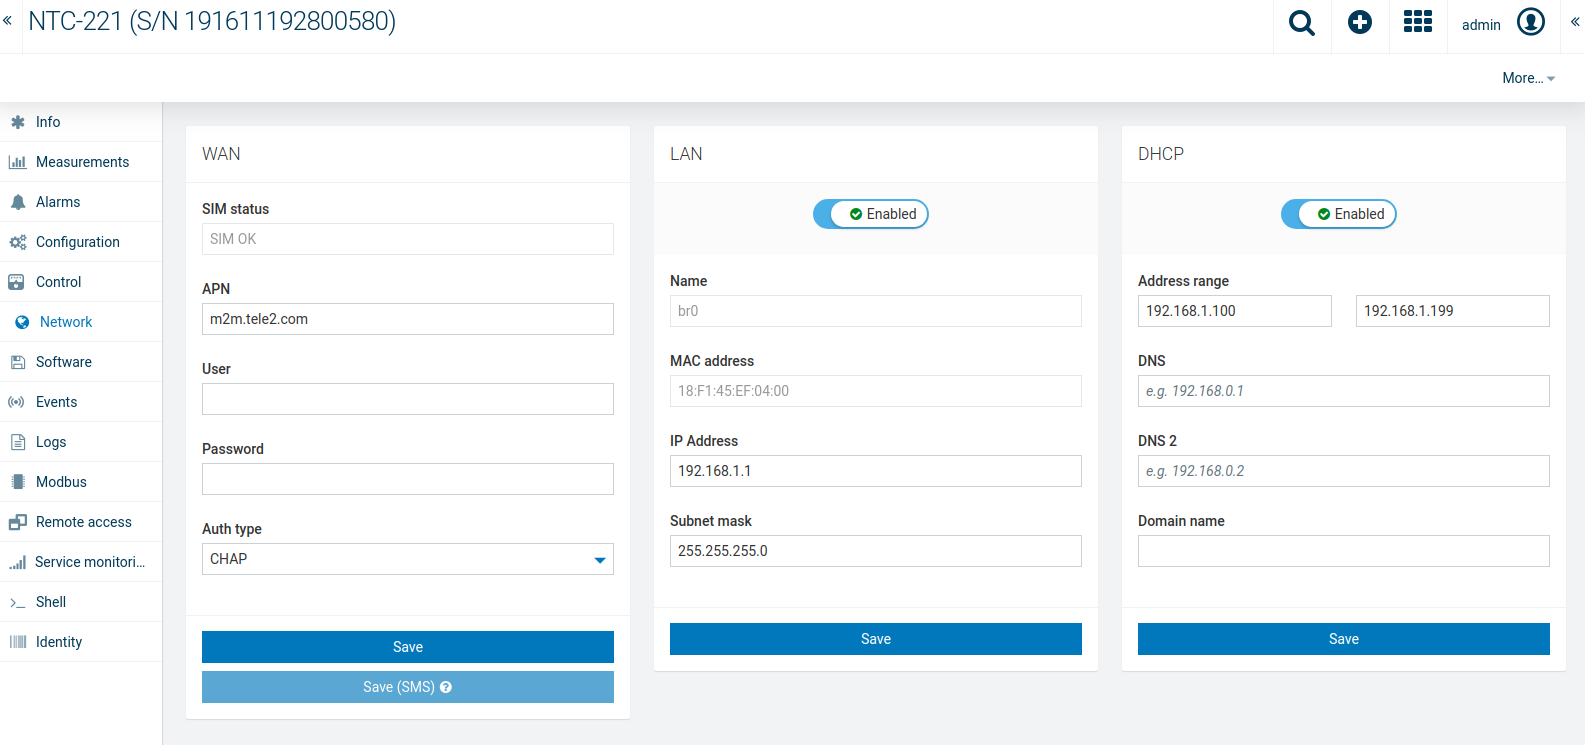 NTC-221 (S/N 191611192800580)
admin
More...
Info
Measurements
Alarms
Configuration
Control
Network
Software
Events
Logs
Modbus
Remote access
Service monitori...
Shell
Identity
WAN
SIM status
SIM OK
APN
m2m.tele2.com
User
Password
Auth type
CHAP
Save
Save (SMS)
LAN
Enabled
Name
br0
MAC address
18:F1:45:EF:04:00
IP Address
192.168.1.1
Subnet mask
255.255.255.0
Save
DHCP
Enabled
Address range
192.168.1.100 192.168.1.199
DNS
e.g. 192.168.0.1
DNS 2
e.g. 192.168.0.2
Domain name
Save